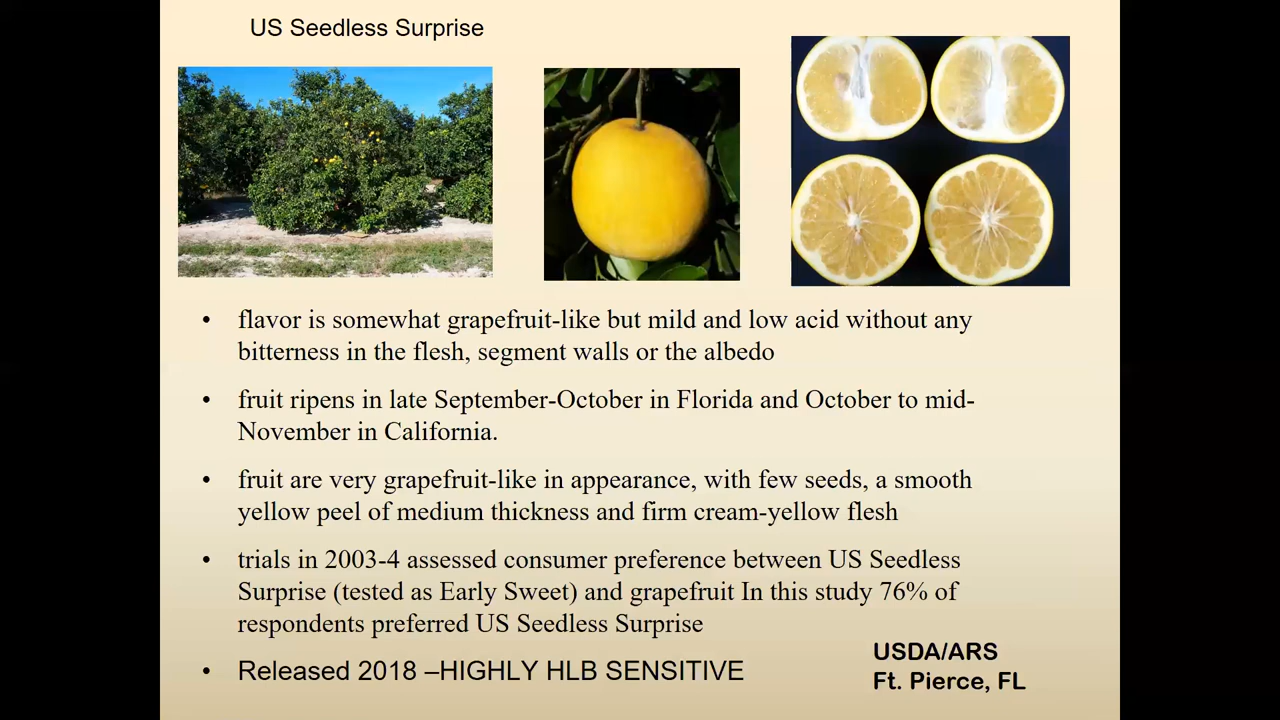 US Seedless Surprise
• flavor is somewhat grapefruit-like but mild and low acid without any
bitterness in the flesh, segment walls or the albedo
• fruit ripens in late September-October in Florida and October to mid-
November in California.
• fruit are very grapefruit-like in appearance, with few seeds, a smooth
yellow peel of medium thickness and firm cream-yellow flesh
• trials in 2003-4 assessed consumer preference between US Seedless
Surprise (tested as Early Sweet) and grapefruit In this study 76% of
respondents preferred US Seedless Surprise
• Released 2018 –HIGHLY HLB SENSITIVE
USDA/ARS
Ft. Pierce, FL